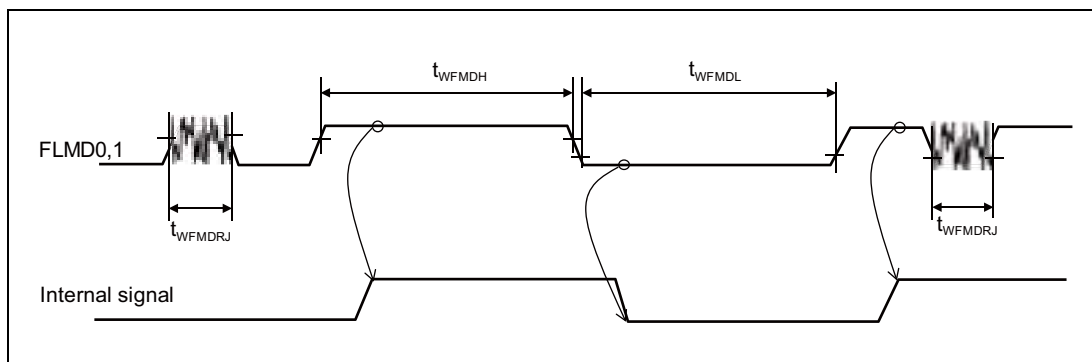 tWFMDH
tWFMDL
FLMD0,1
tWFMDRJ
tWFMDRJ
Internal signal